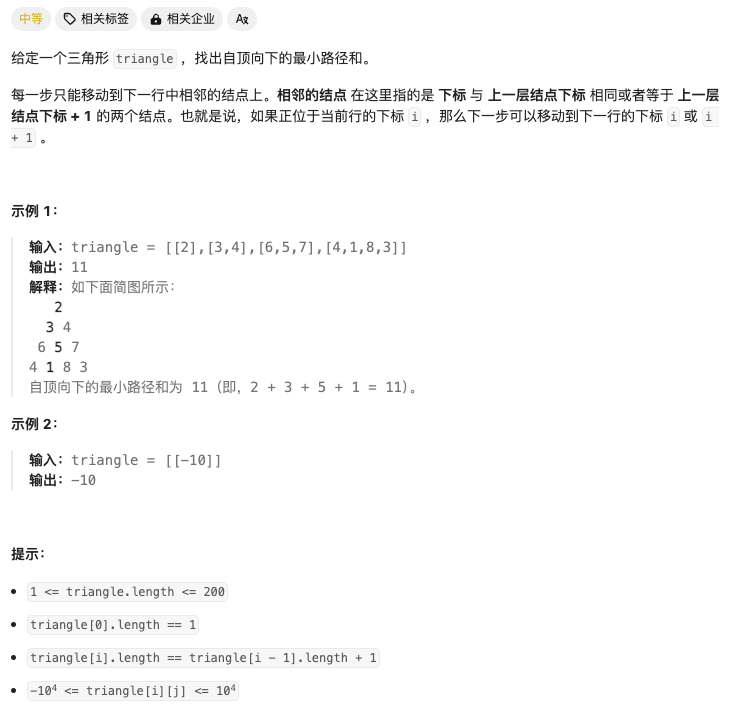 中等 相关标签 相关企业 Aあ
给定一个三角形 triangle ，找出自顶向下的最小路径和。
每一步只能移动到下一行中相邻的结点上。相邻的结点 在这里指的是 下标 与 上一层结点下标 相同或者等于 上一层
结点下标 + 1 的两个结点。也就是说，如果正位于当前行的下标 i ，那么下一步可以移动到下一行的下标 i 或 i
+ 1 。
示例 1：
输入：triangle = [[2],[3,4],[6,5,7],[4,1,8,3]]
输出：11
解释：如下面简图所示：
2
3 4
6 5 7
4 1 8 3
自顶向下的最小路径和为 11（即，2 + 3 + 5 + 1 = 11）。
示例 2：
输入：triangle = [[-10]]
输出：-10
提示：
1 <= triangle.length <= 200
triangle[0].length == 1
triangle[i].length == triangle[i - 1].length + 1
-10⁴ <= triangle[i][j] <= 10⁴